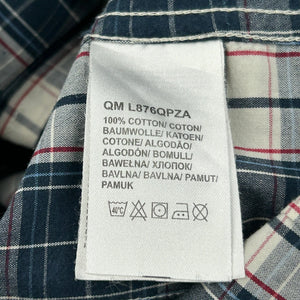 QM L876QPZA
100% COTTON/ COTON/
BAUMWOLLE/ KATOEN/
COTONE/ ALGODÃO/
ALGODÓN/ BOMULL/
BAWEŁNA/ ХЛОПОК/
BAVLNA/ BAVLNA/ PAMUT/
PAMUK
40°C